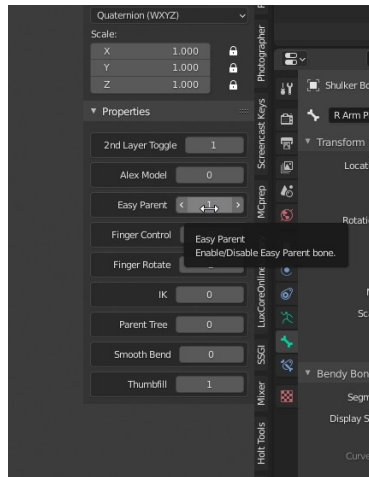 Quaternion (WXYZ)
Scale:
X 1.000
Y 1.000
Z 1.000
Properties
2nd Layer Toggle 1
Alex Model 0
Easy Parent
Finger Control
Easy Parent
Enable/Disable Easy Parent bone.
Finger Rotate
IK 0
Parent Tree 0
Smooth Bend 0
Thumbfill 1
Photographer
Screencast Keys
MCprep
LuxCoreOnline
SSGI
Mixer
Holt Tools
Shulker Bo
R Arm P
Transform
Locat
Rotati
Sc
Bendy Bon
Segm
Display S
Curve